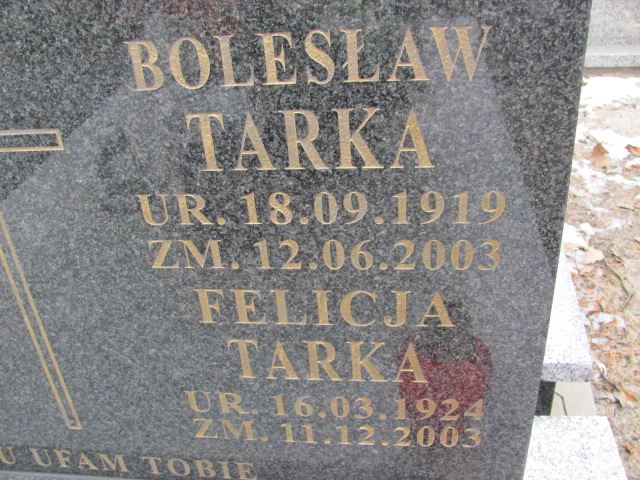 BOLESŁAW
TARKA
UR. 18.09.1919
ZM. 12.06.2003
FELICJA
TARKA
UR. 16.03.1924
ZM. 11.12.2003
U UFAM TOBIE